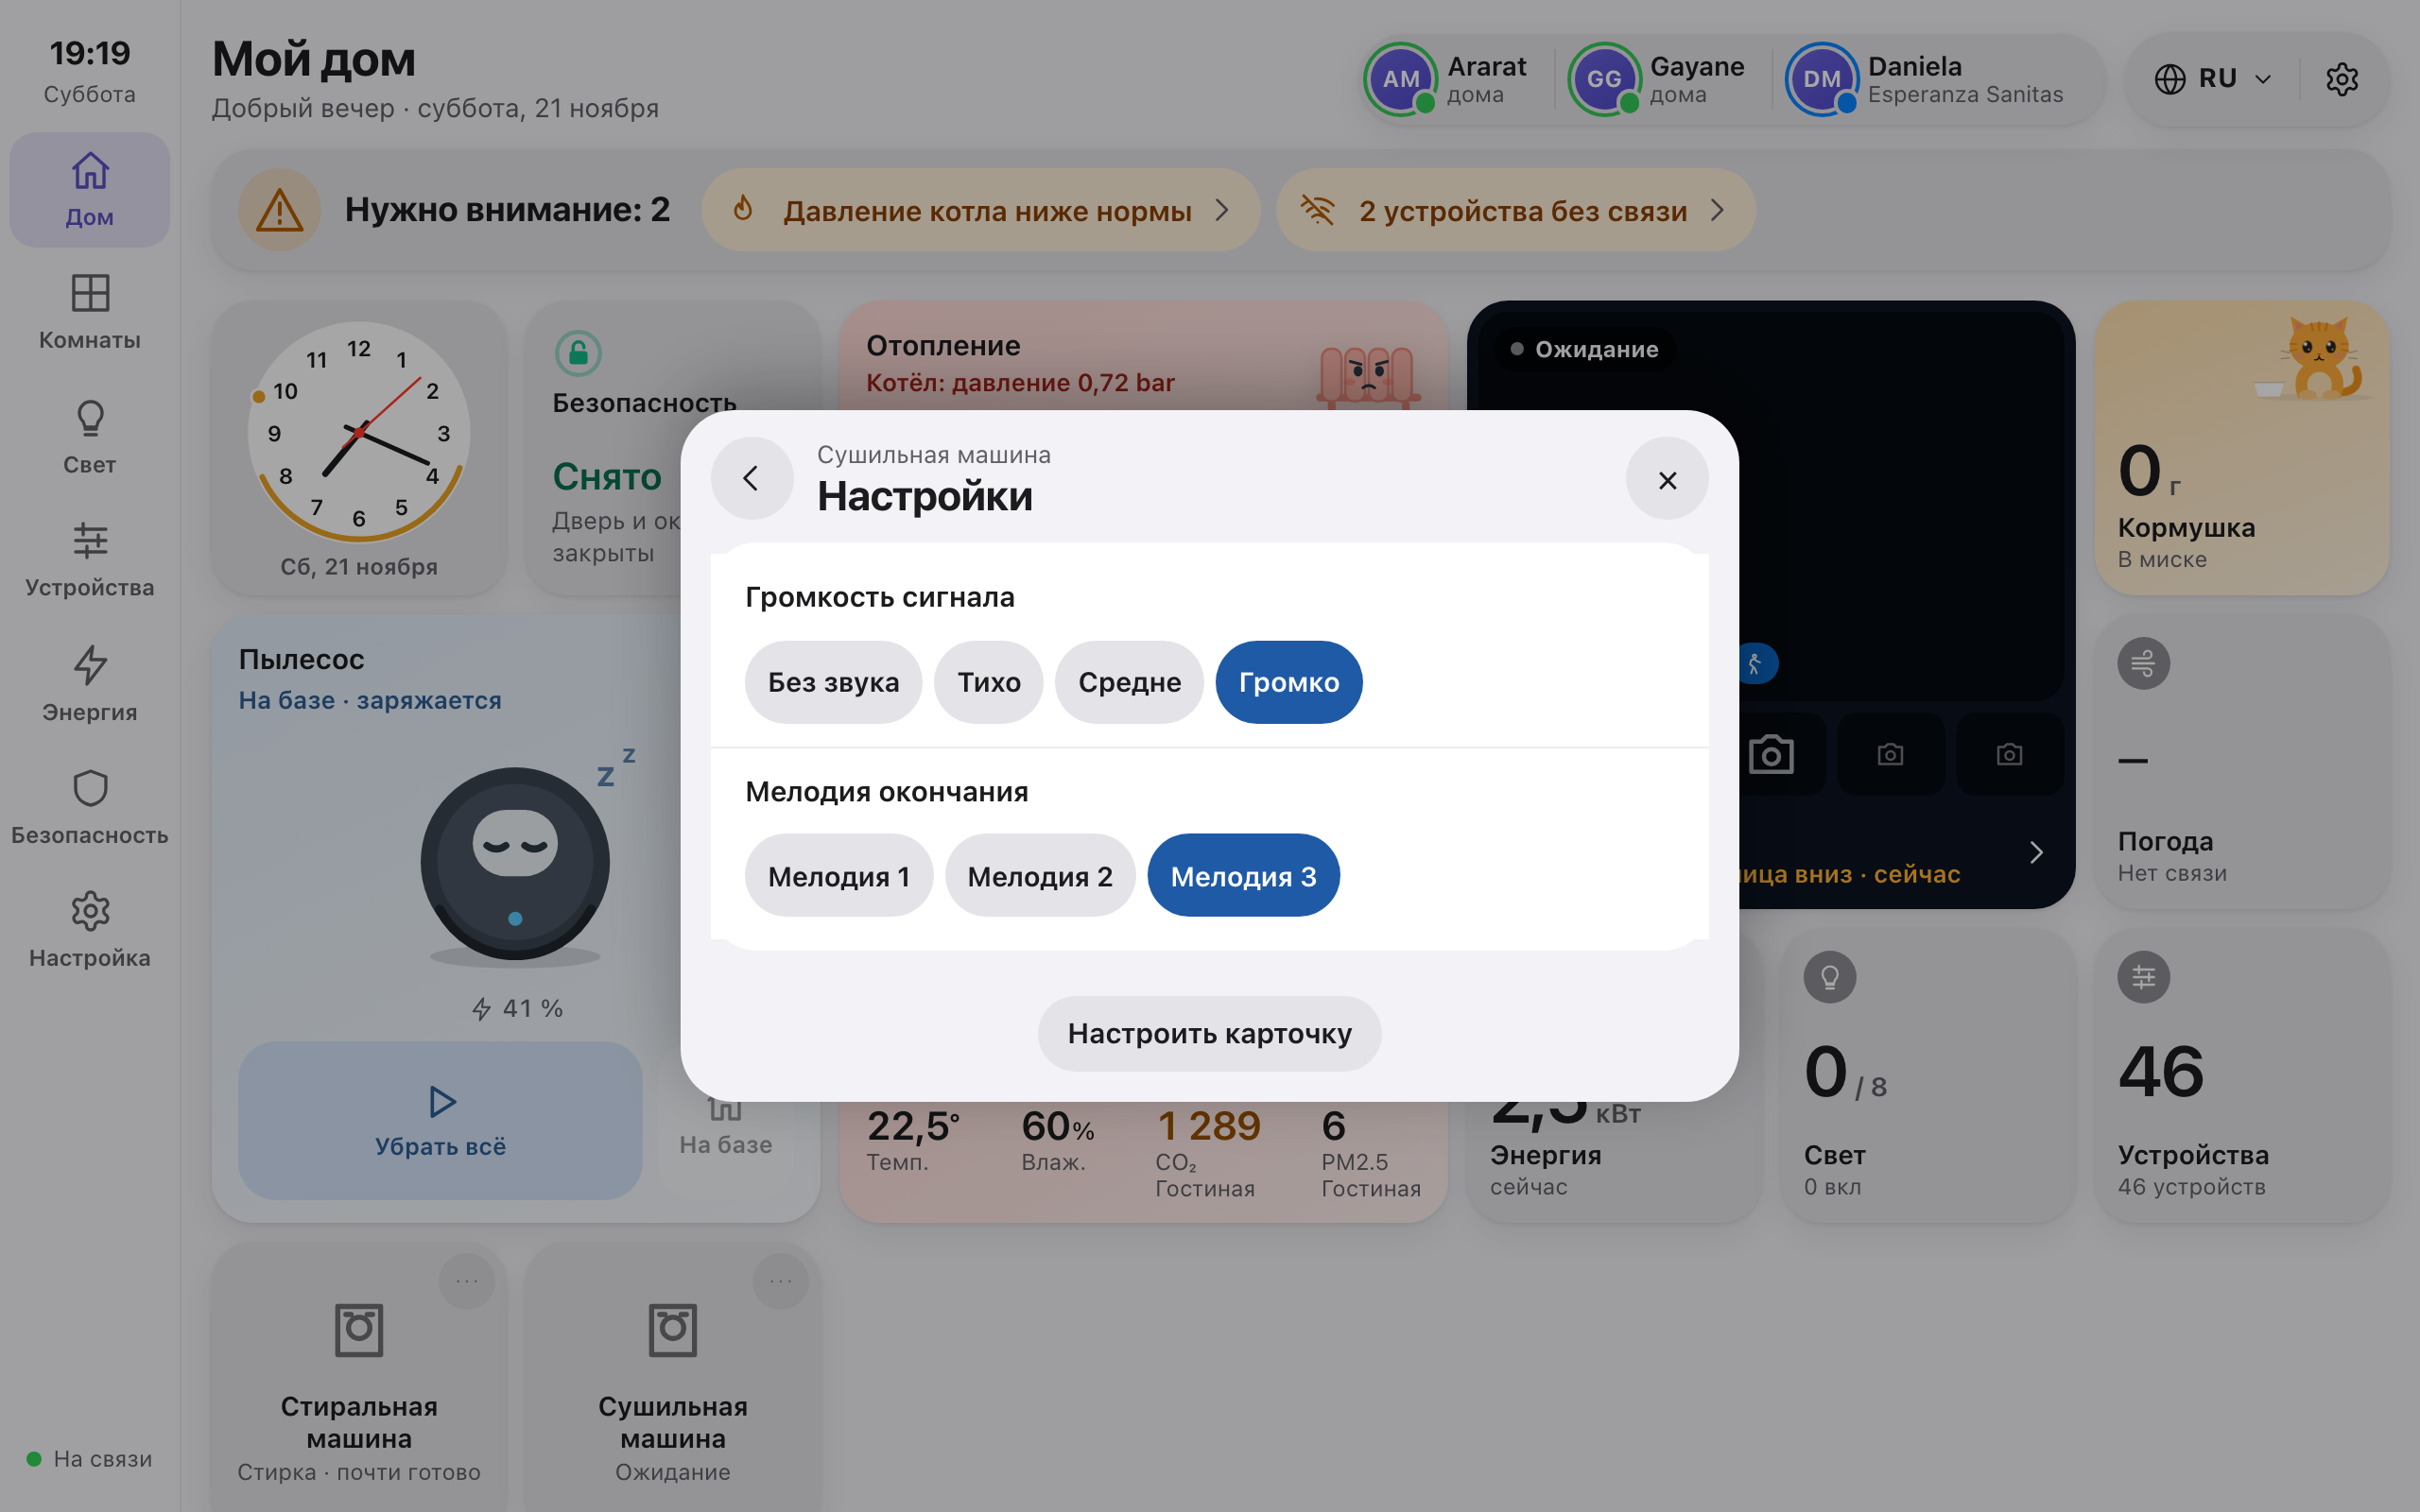 19:19
Суббота
Дом
Комнаты
Свет
Устройства
Энергия
Безопасность
Настройка
На связи
Мой дом
Добрый вечер · суббота, 21 ноября
AM
Ararat
дома
GG
Gayane
дома
DM
Daniela
Esperanza Sanitas
RU
Нужно внимание: 2
Давление котла ниже нормы
2 устройства без связи
12
1
2
3
4
5
6
7
8
9
10
11
Сб, 21 ноября
Безопасность
Снято
Дверь и
закрыты
Отопление
Котёл: давление 0,72 bar
Ожидание
0 г
Кормушка
В миске
Сушильная машина
Настройки
Громкость сигнала
Без звука
Тихо
Средне
Громко
Мелодия окончания
Мелодия 1
Мелодия 2
Мелодия 3
Настроить карточку
Пылесос
На базе · заряжается
z z
41 %
Убрать всё
На базе
22,5°
Темп.
60%
Влаж.
1 289
CO₂
Гостиная
6
PM2.5
Гостиная
вниз · сейчас
–
Погода
Нет связи
кВт
Энергия
сейчас
0 / 8
Свет
0 вкл
46
Устройства
46 устройств
···
Стиральная
машина
Стирка · почти готово
···
Сушильная
машина
Ожидание